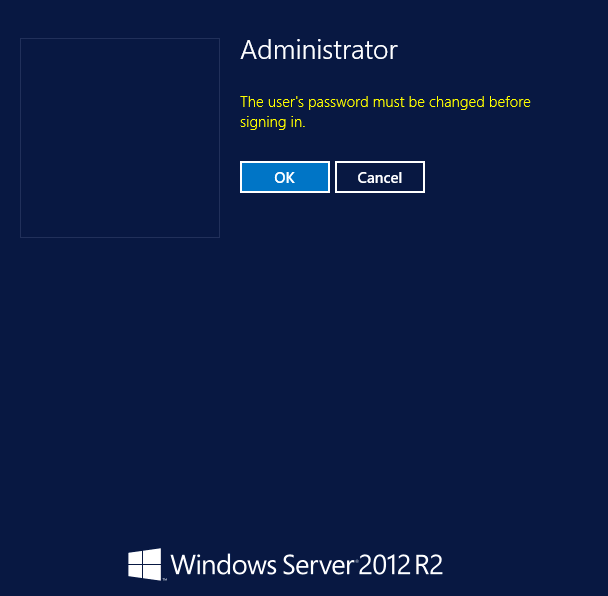 Administrator
The user's password must be changed before
signing in.
OK
Cancel
Windows Server 2012 R2